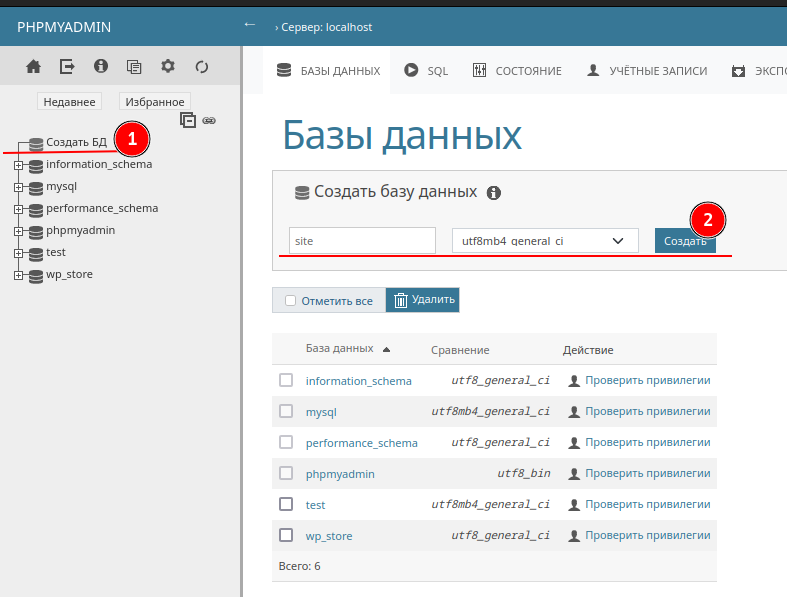 PHPMYADMIN
← › Сервер: localhost
БАЗЫ ДАННЫХ SQL СОСТОЯНИЕ УЧЁТНЫЕ ЗАПИСИ ЭКСПО
Недавнее Избранное
Создать БД 1
information_schema
mysql
performance_schema
phpmyadmin
test
wp_store
Базы данных
Создать базу данных
2
site utf8mb4_general_ci Создать
Отметить все Удалить
База данных Сравнение Действие
information_schema utf8_general_ci Проверить привилегии
mysql utf8mb4_general_ci Проверить привилегии
performance_schema utf8_general_ci Проверить привилегии
phpmyadmin utf8_bin Проверить привилегии
test utf8mb4_general_ci Проверить привилегии
wp_store utf8_general_ci Проверить привилегии
Всего: 6